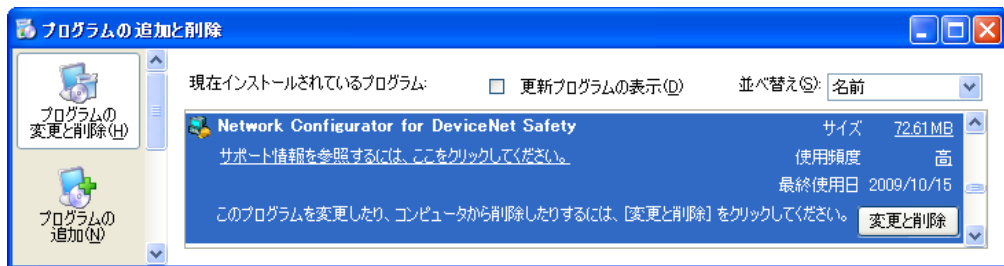 プログラムの追加と削除
プログラムの
変更と削除(H)
プログラムの
追加(N)
現在インストールされているプログラム:
更新プログラムの表示(D)
並べ替え(S): 名前
Network Configurator for DeviceNet Safety
サイズ 72.61MB
サポート情報を参照するには、ここをクリックしてください。
使用頻度 高
最終使用日 2009/10/15
このプログラムを変更したり、コンピュータから削除したりするには、[変更と削除] をクリックしてください。
変更と削除